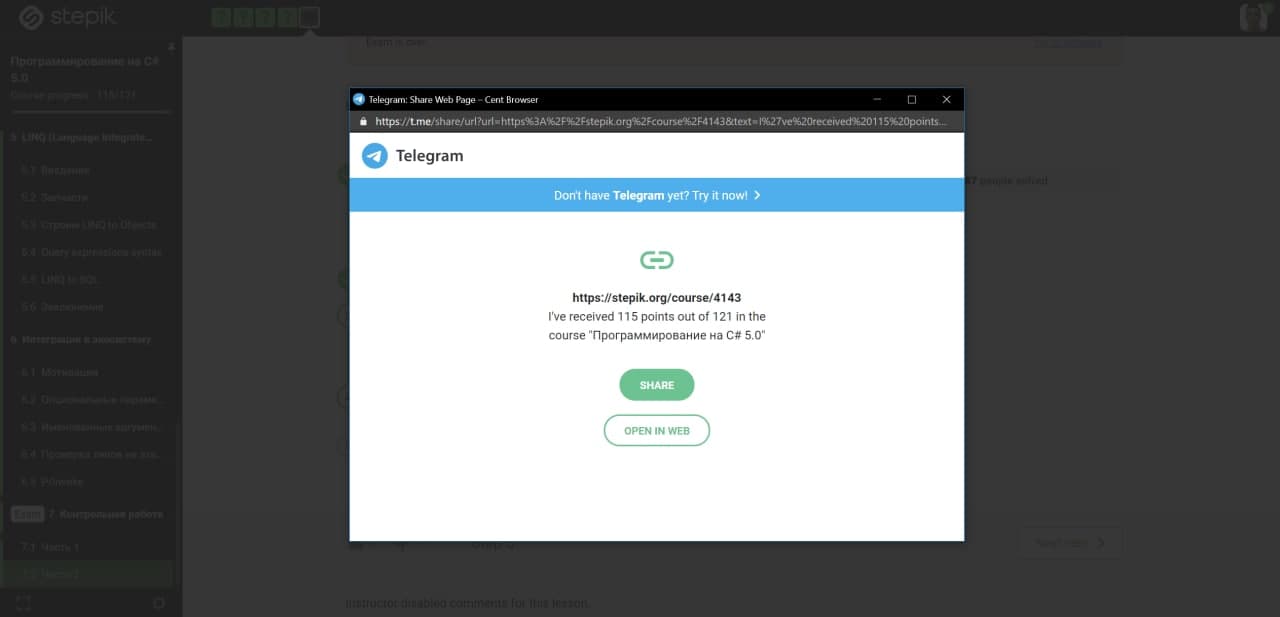 stepik
Программирование на C#
5.0
Course progress: 115/121
5 LINQ (Language Integrate...
5.1 Введение
5.2 Запчасти
5.3 Строим LINQ to Objects
5.4 Query expressions syntax
5.5 LINQ to SQL
5.6 Заключение
6 Интеграция в экосистему
6.1 Мотивация
6.2 Опциональные параме...
6.3 Именованные аргумен...
6.4 Проверка типов на эта...
6.5 P/Invoke
Exam 7 Контрольная работа
7.1 Часть 1
7.2 Часть 2
Exam is over.
people solved
Telegram: Share Web Page – Cent Browser
https://t.me/share/url?url=https%3A%2F%2Fstepik.org%2Fcourse%2F4143&text=I%27ve%20received%20115%20points...
Telegram
Don't have Telegram yet? Try it now!
https://stepik.org/course/4143
I've received 115 points out of 121 in the
course "Программирование на C# 5.0"
SHARE
OPEN IN WEB
Step 5
Next step
Instructor disabled comments for this lesson.